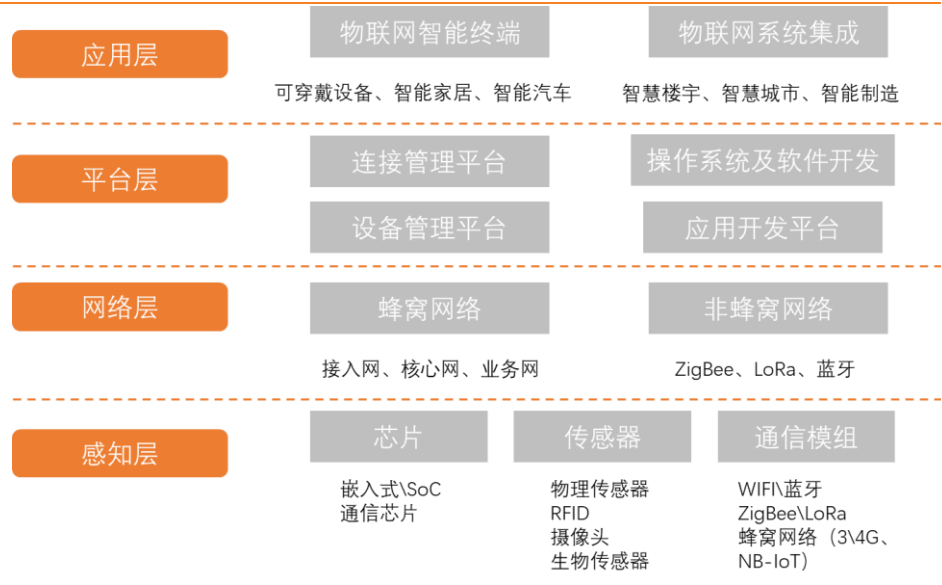 应用层
物联网智能终端
物联网系统集成
可穿戴设备、智能家居、智能汽车
智慧楼宇、智慧城市、智能制造
平台层
连接管理平台
操作系统及软件开发
设备管理平台
应用开发平台
网络层
蜂窝网络
非蜂窝网络
接入网、核心网、业务网
ZigBee、LoRa、蓝牙
感知层
芯片
传感器
通信模组
嵌入式\SoC
通信芯片
物理传感器
RFID
摄像头
生物传感器
WIFI\蓝牙
ZigBee\LoRa
蜂窝网络（3\4G、
NB-IoT）